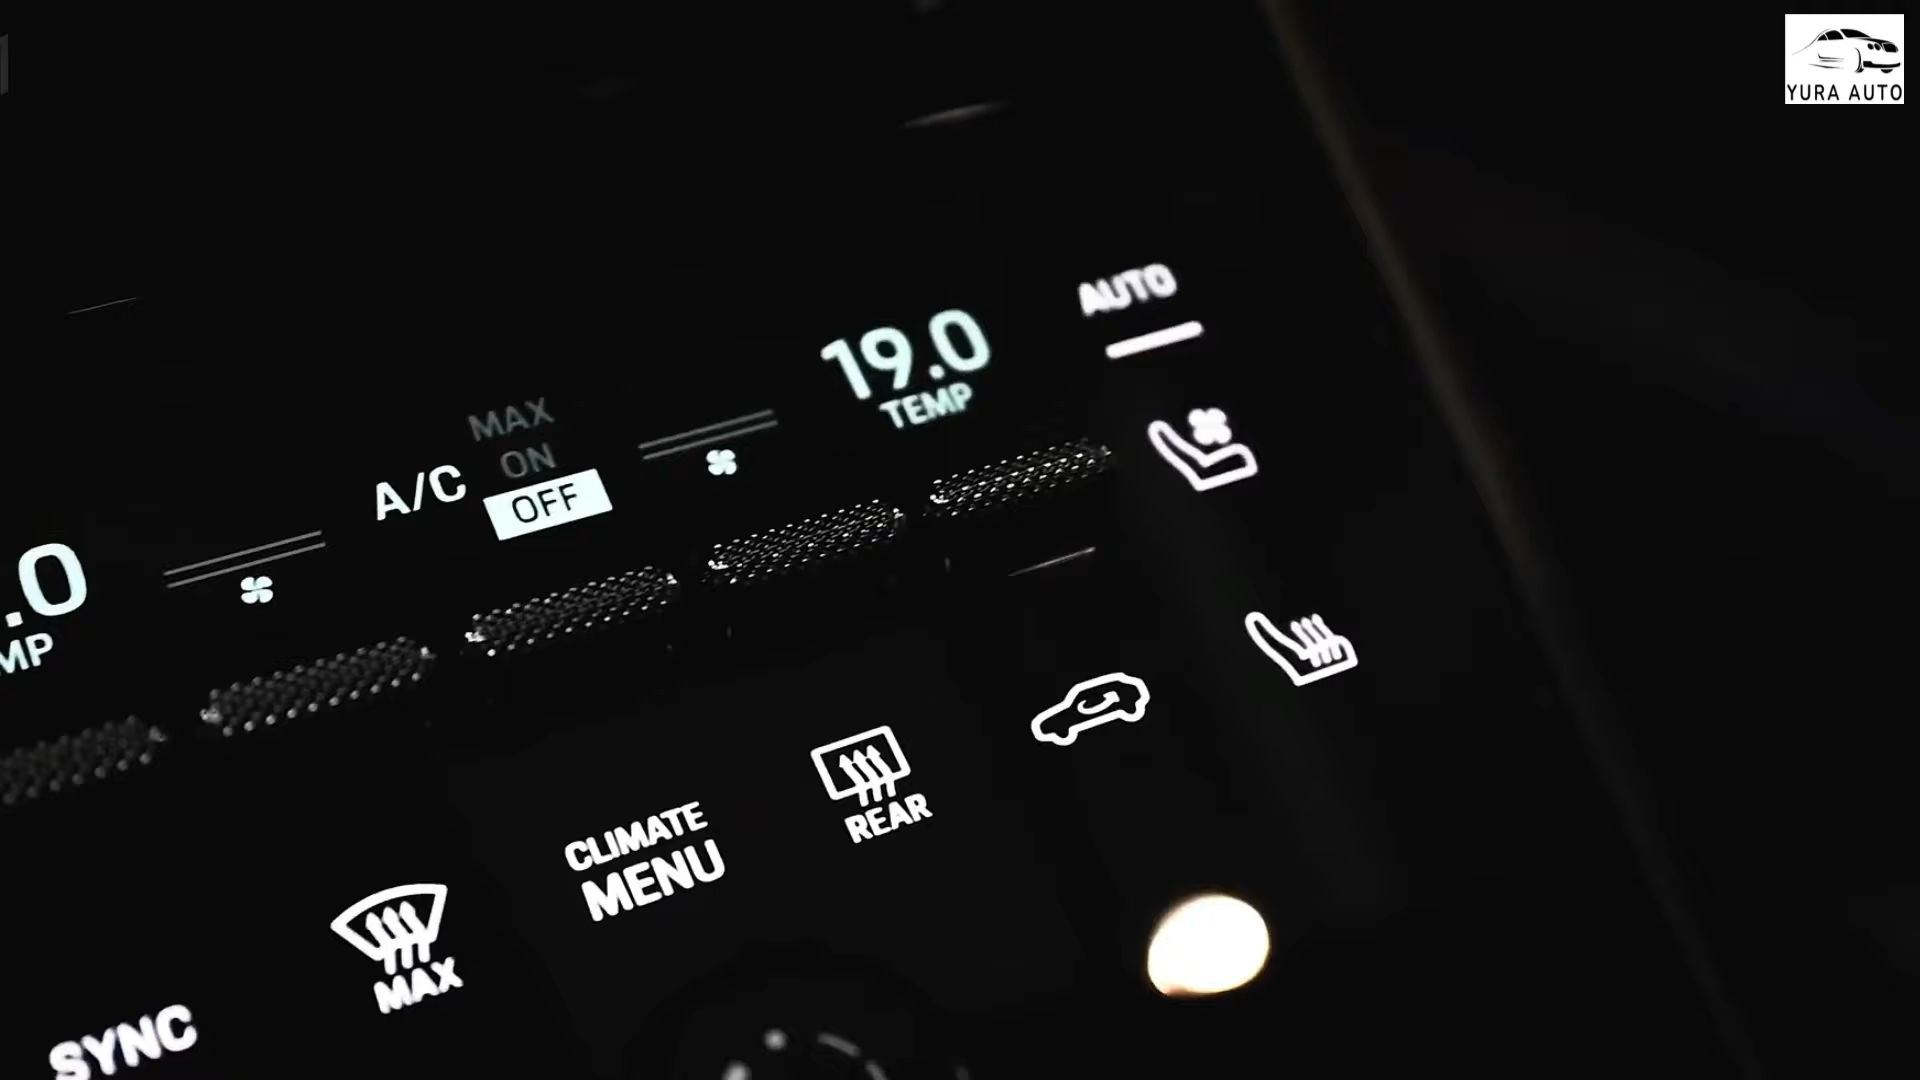 YURA AUTO
AUTO
19.0
TEMP
MAX
ON
A/C OFF
.0
MP
REAR
CLIMATE
MENU
MAX
SYNC